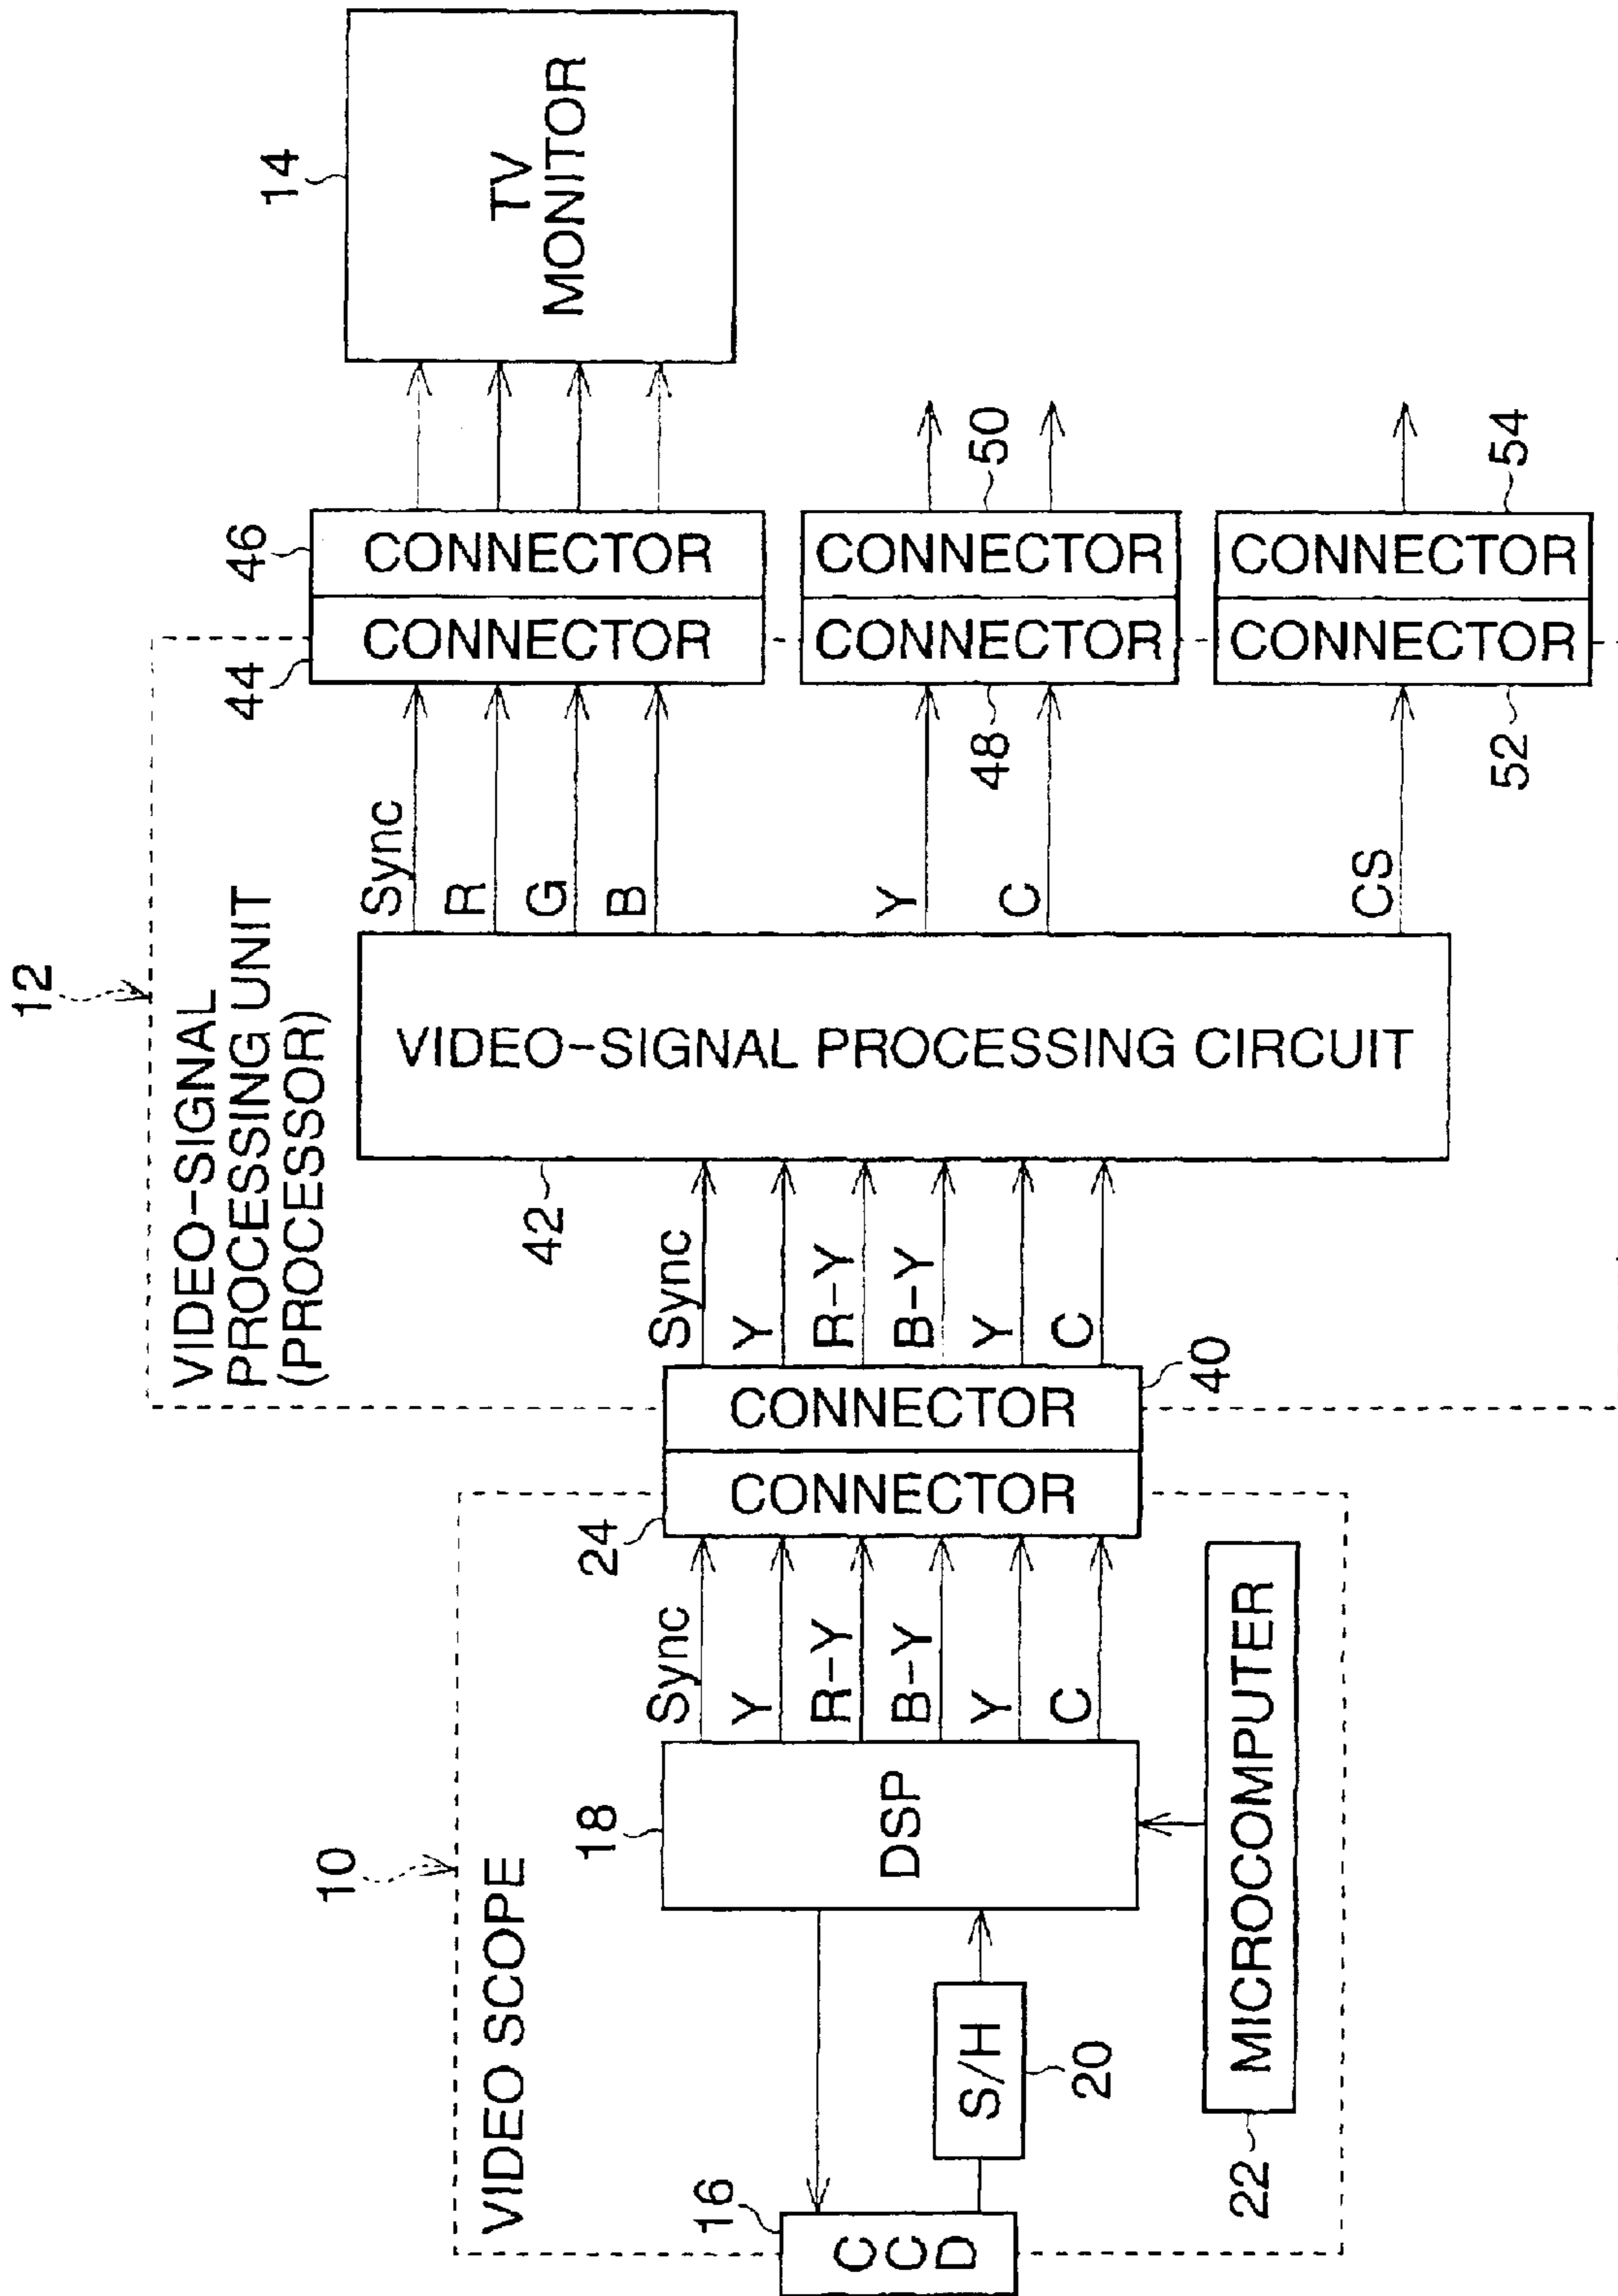 12
VIDEO-SIGNAL
PROCESSING UNIT
(PROCESSOR)
10
VIDEO SCOPE
16
CCD
S/H
20
18
DSP
22
MICROCOMPUTER
Sync
Y
R-Y
B-Y
Y
C
24
CONNECTOR
CONNECTOR
40
Sync
Y
R-Y
B-Y
Y
C
42
VIDEO-SIGNAL PROCESSING CIRCUIT
Sync
R
G
B
Y
C
CS
44
CONNECTOR
46
CONNECTOR
48
CONNECTOR
CONNECTOR
50
52
CONNECTOR
CONNECTOR
54
14
TV
MONITOR